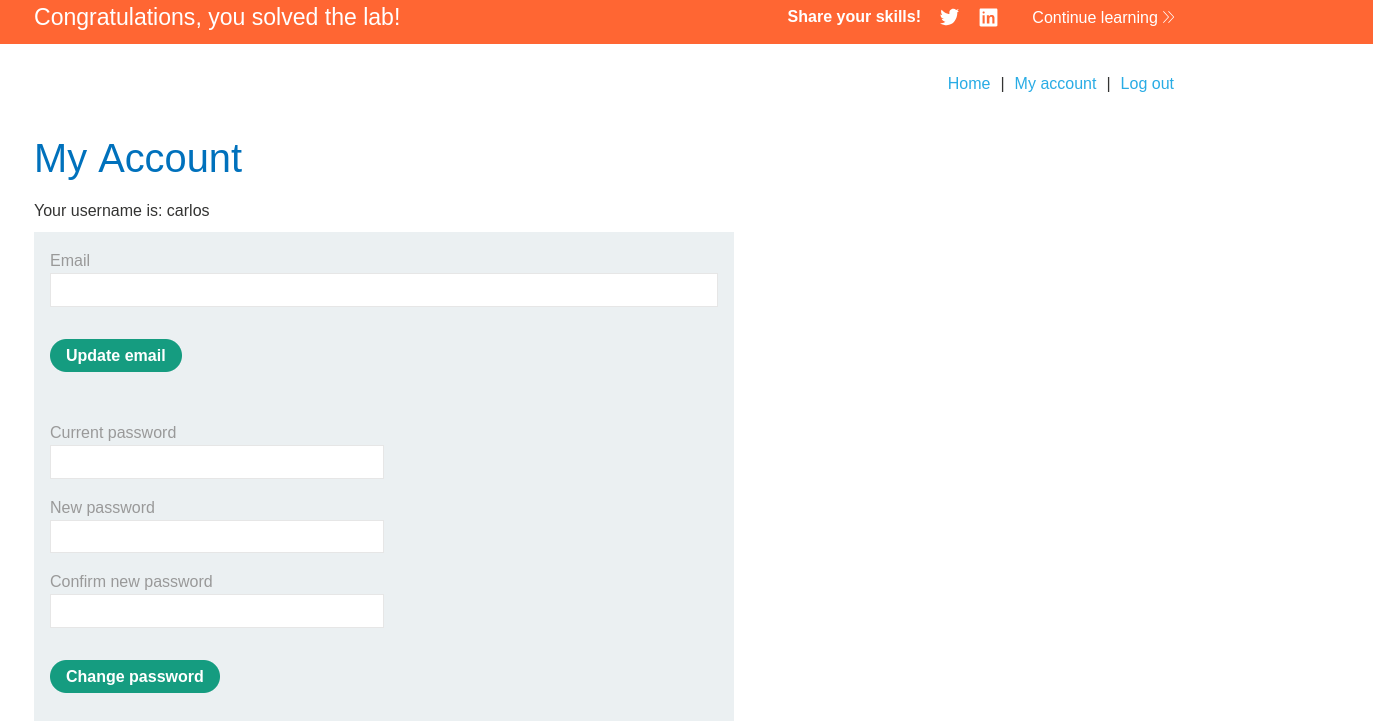 Congratulations, you solved the lab!
Share your skills!
Continue learning
Home | My account | Log out
My Account
Your username is: carlos
Email
Update email
Current password
New password
Confirm new password
Change password